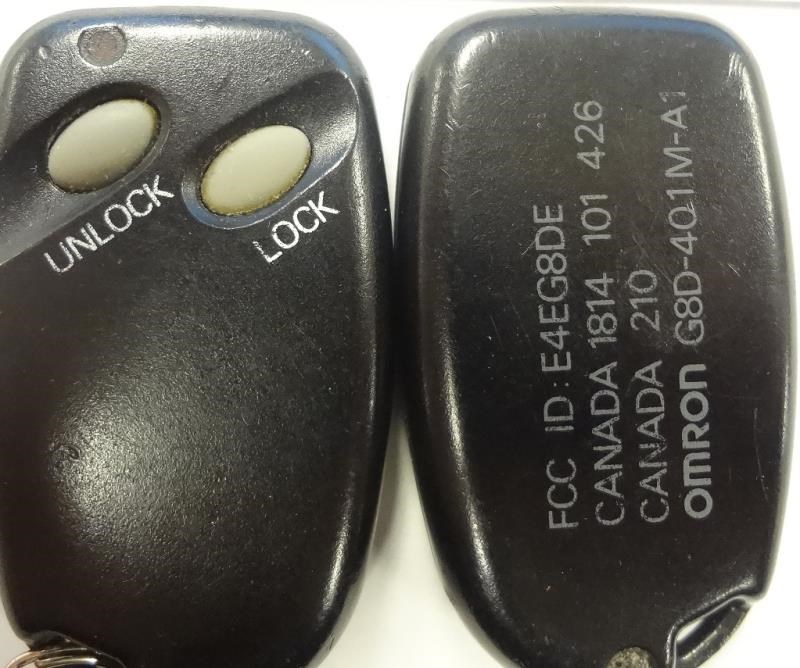 UNLOCK
LOCK
FCC ID : E4EG8DE
CANADA 1814 101 426
CANADA 210
OMRON G8D-401M-A1